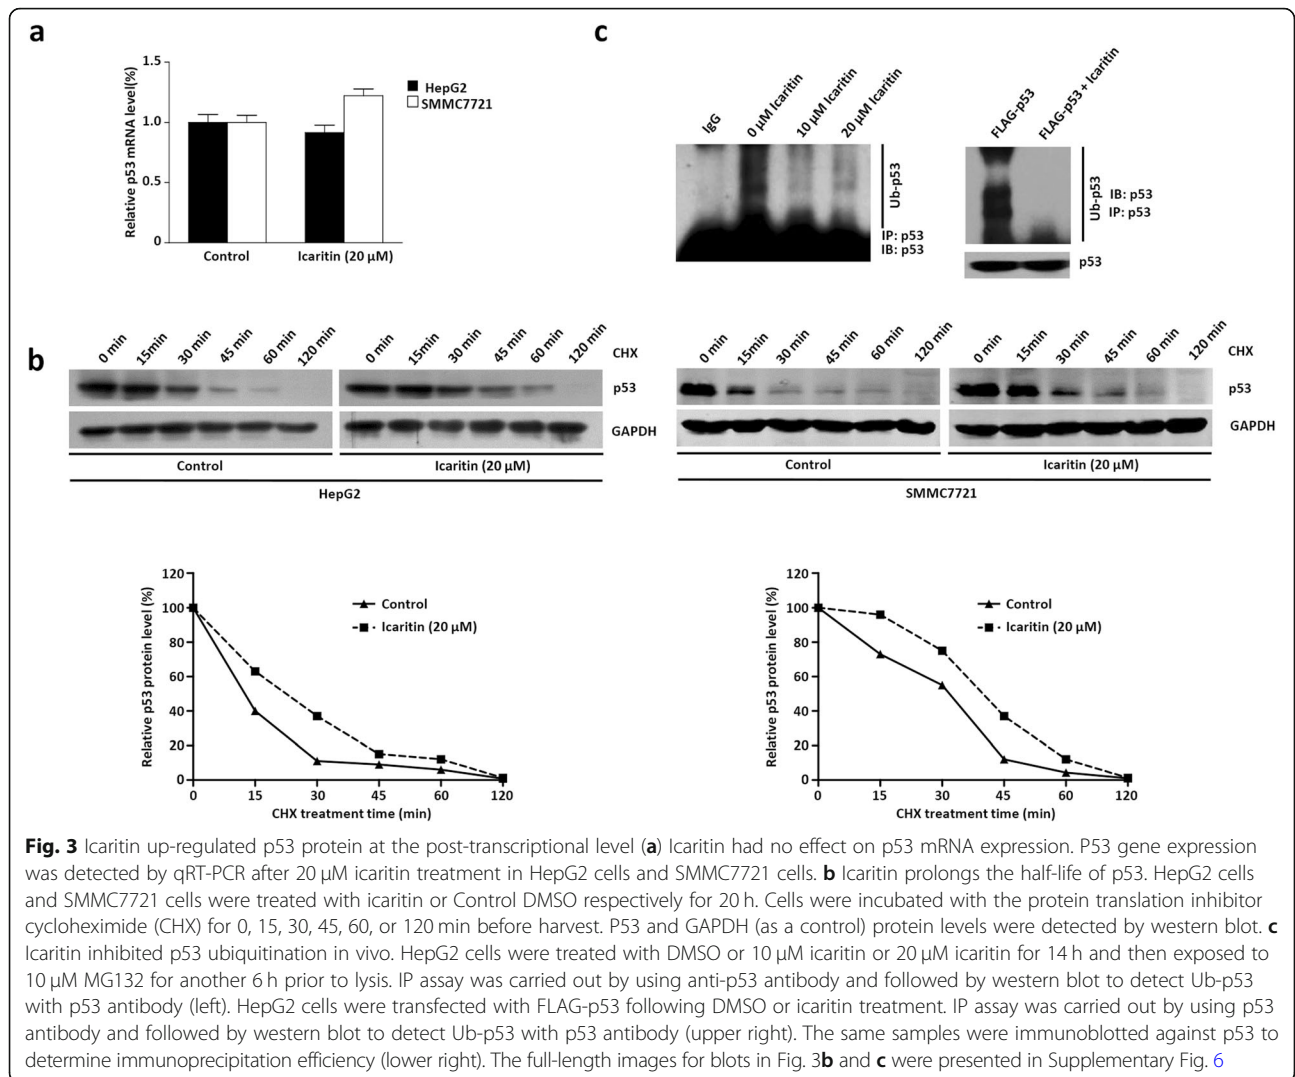 a
Relative p53 mRNA level(%)
1.5
1.0
0.5
0
HepG2
SMMC7721
Control
Icaritin (20 µM)
c
IgG
0 µM Icaritin
10 µM Icaritin
20 µM Icaritin
Ub-p53
IP: p53
IB: p53
FLAG-p53
FLAG-p53 + Icaritin
Ub-p53
IB: p53
IP: p53
p53
b
0 min
15min
30 min
45 min
60 min
120 min
0 min
15min
30 min
45 min
60 min
120 min
CHX
p53
GAPDH
Control
Icaritin (20 µM)
HepG2
0 min
15min
30 min
45 min
60 min
120 min
0 min
15 min
30 min
45 min
60 min
120 min
CHX
p53
GAPDH
Control
Icaritin (20 µM)
SMMC7721
Relative p53 protein level (%)
120
100
80
60
40
20
0
Control
Icaritin (20 µM)
0 15 30 45 60 120
CHX treatment time (min)
Relative p53 protein level (%)
120
100
80
60
40
20
0
Control
Icaritin (20 µM)
0 15 30 45 60 120
CHX treatment time (min)
Fig. 3 Icaritin up-regulated p53 protein at the post-transcriptional level (a) Icaritin had no effect on p53 mRNA expression. P53 gene expression
was detected by qRT-PCR after 20 µM icaritin treatment in HepG2 cells and SMMC7721 cells. b Icaritin prolongs the half-life of p53. HepG2 cells
and SMMC7721 cells were treated with icaritin or Control DMSO respectively for 20 h. Cells were incubated with the protein translation inhibitor
cycloheximide (CHX) for 0, 15, 30, 45, 60, or 120 min before harvest. P53 and GAPDH (as a control) protein levels were detected by western blot. c
Icaritin inhibited p53 ubiquitination in vivo. HepG2 cells were treated with DMSO or 10 µM icaritin or 20 µM icaritin for 14 h and then exposed to
10 µM MG132 for another 6 h prior to lysis. IP assay was carried out by using anti-p53 antibody and followed by western blot to detect Ub-p53
with p53 antibody (left). HepG2 cells were transfected with FLAG-p53 following DMSO or icaritin treatment. IP assay was carried out by using p53
antibody and followed by western blot to detect Ub-p53 with p53 antibody (upper right). The same samples were immunoblotted against p53 to
determine immunoprecipitation efficiency (lower right). The full-length images for blots in Fig. 3b and c were presented in Supplementary Fig. 6